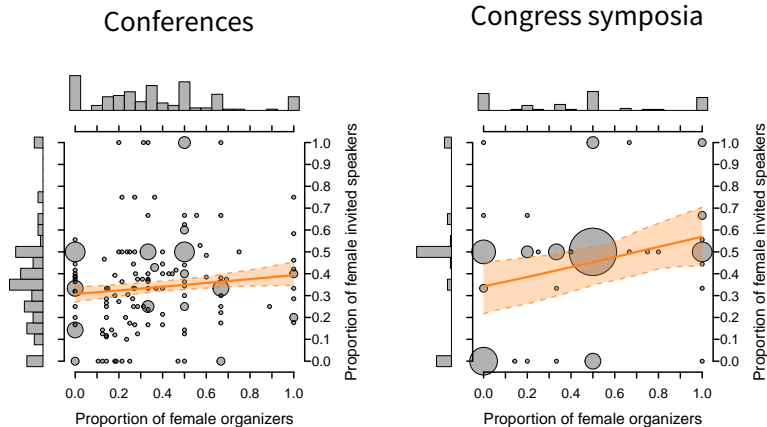 Conferences
1.0
0.9
0.8
0.7
0.6
0.5
0.4
0.3
0.2
0.1
0.0
Proportion of female invited speakers
0.0 0.2 0.4 0.6 0.8 1.0
Proportion of female organizers
Congress symposia
1.0
0.9
0.8
0.7
0.6
0.5
0.4
0.3
0.2
0.1
0.0
Proportion of female invited speakers
0.0 0.2 0.4 0.6 0.8 1.0
Proportion of female organizers